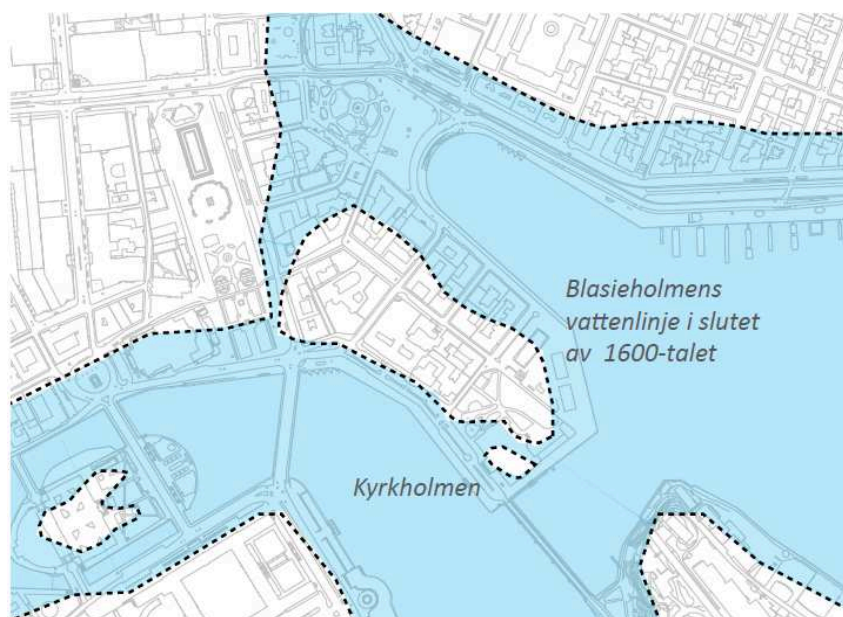 Blasieholmens
vattenlinje i slutet
av 1600-talet
Kyrkholmen